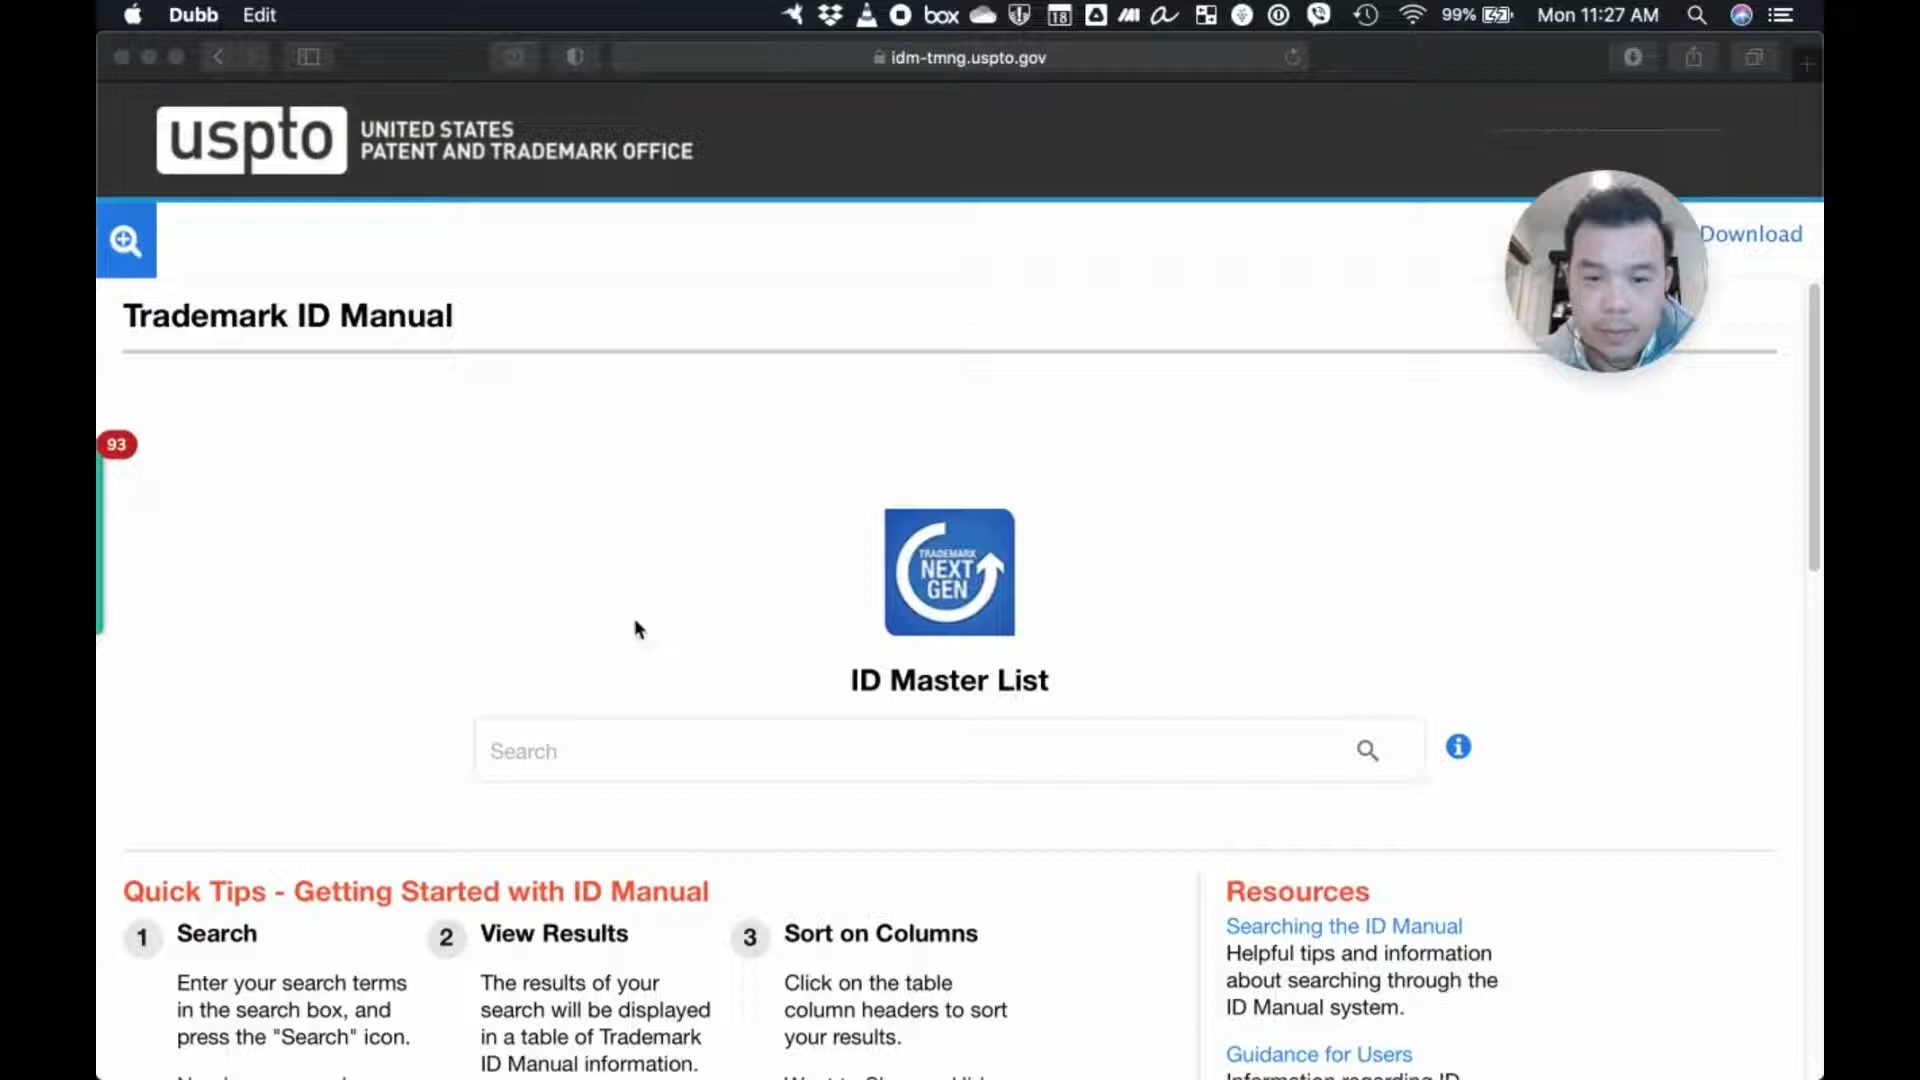 Dubb Edit
box
18
99%
Mon 11:27 AM
idm-tmng.uspto.gov
uspto
UNITED STATES
PATENT AND TRADEMARK OFFICE
Download
Trademark ID Manual
93
TRADEMARK
NEXT
GEN
ID Master List
Search
Quick Tips - Getting Started with ID Manual
1 Search
Enter your search terms
in the search box, and
press the "Search" icon.
2 View Results
The results of your
search will be displayed
in a table of Trademark
ID Manual information.
3 Sort on Columns
Click on the table
column headers to sort
your results.
Resources
Searching the ID Manual
Helpful tips and information
about searching through the
ID Manual system.
Guidance for Users
Information regarding ID